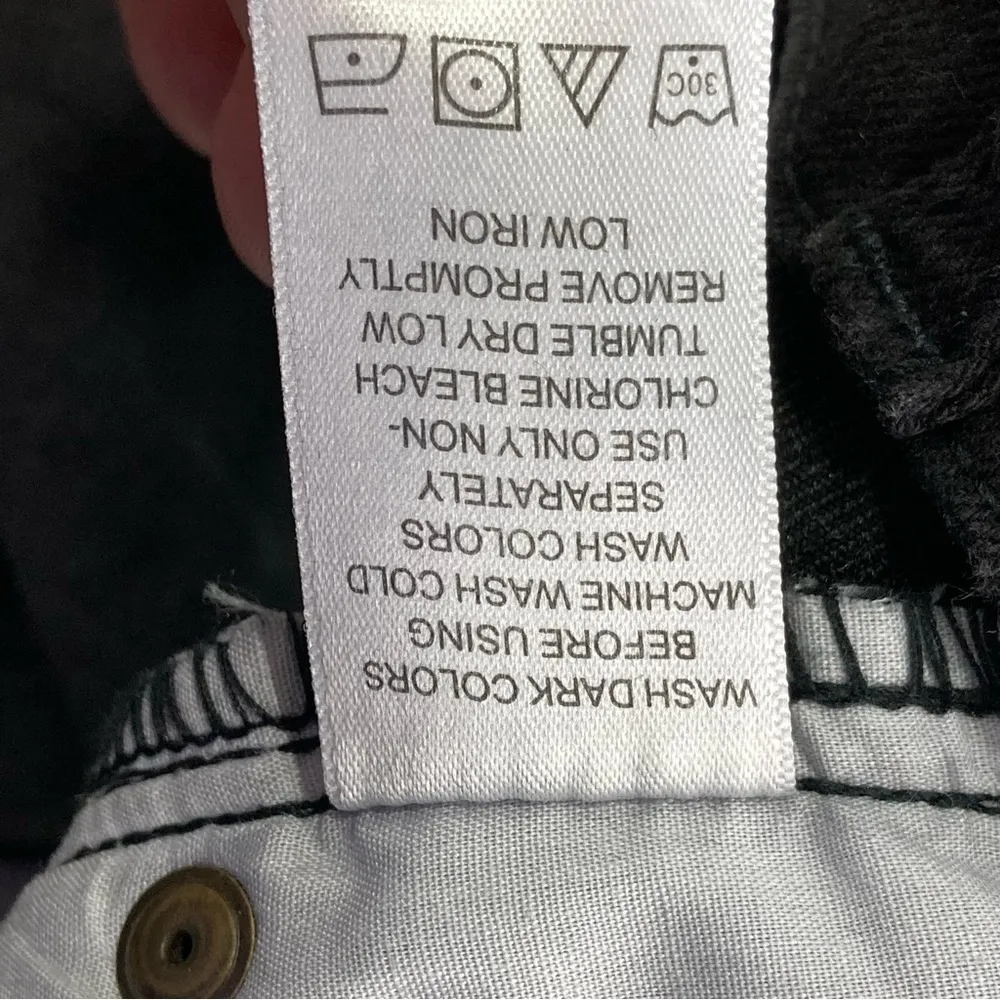 WASH DARK COLORS
BEFORE USING
MACHINE WASH COLD
WASH COLORS
SEPARATELY
USE ONLY NON-
CHLORINE BLEACH
TUMBLE DRY LOW
REMOVE PROMPTLY
LOW IRON
30C